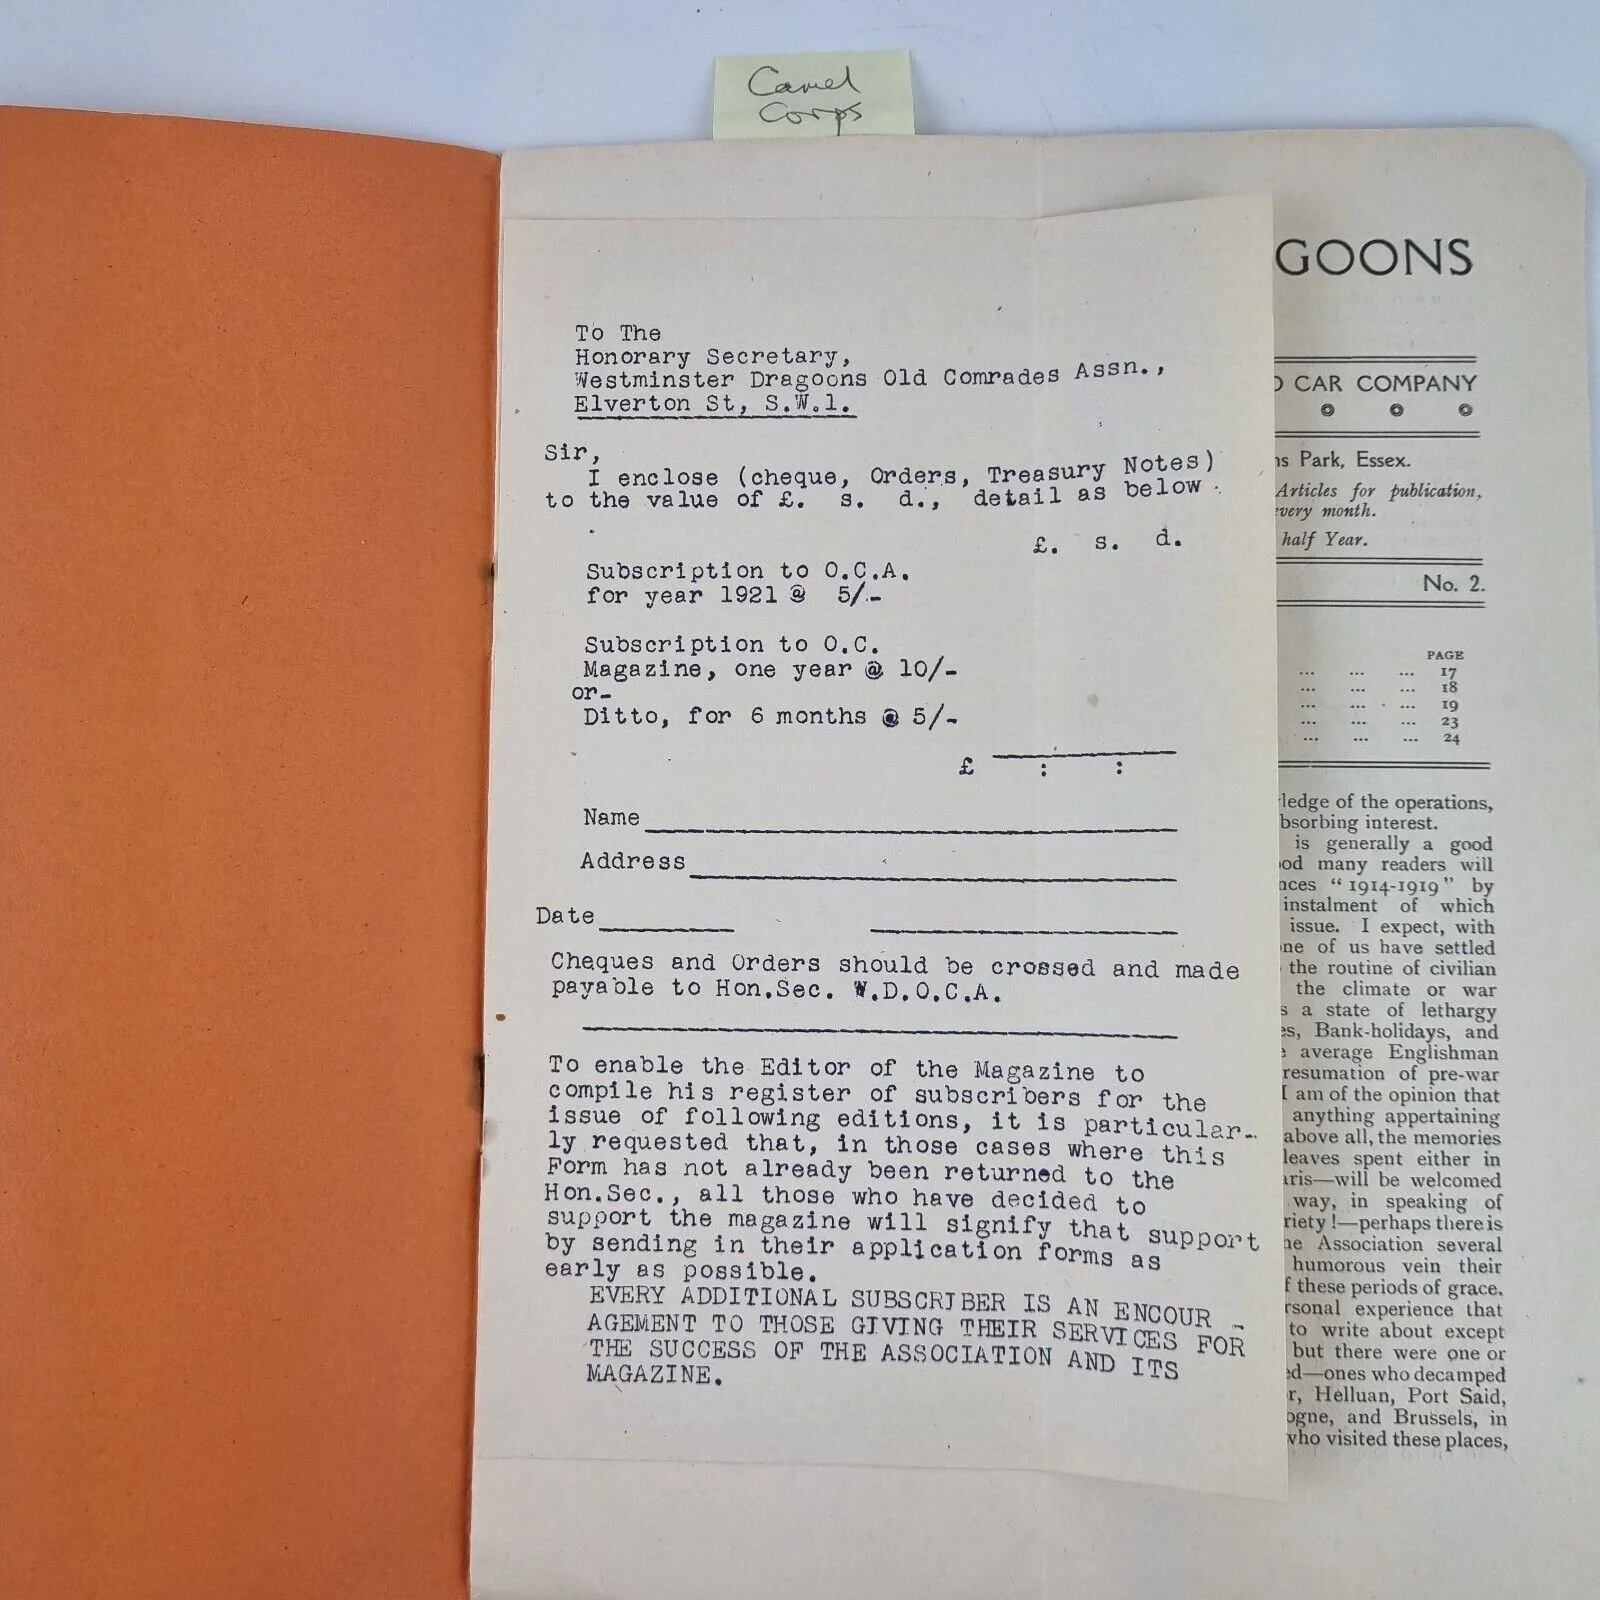 Camel
Corps
To The
Honorary Secretary,
Westminster Dragoons Old Comrades Assn.,
Elverton St, S.W.1.
Sir,
I enclose (cheque, Orders, Treasury Notes)
to the value of £. s. d., detail as below.
£. s. d.
Subscription to O.C.A.
for year 1921 @ 5/-
Subscription to O.C.
Magazine, one year @ 10/-
or-
Ditto, for 6 months @ 5/-
£ : :
Name
Address
Date
Cheques and Orders should be crossed and made
payable to Hon.Sec. W.D.O.C.A.
To enable the Editor of the Magazine to
compile his register of subscribers for the
issue of following editions, it is particular-
ly requested that, in those cases where this
Form has not already been returned to the
Hon.Sec., all those who have decided to
support the magazine will signify that support
by sending in their application forms as
early as possible.
EVERY ADDITIONAL SUBSCRIBER IS AN ENCOUR-
AGEMENT TO THOSE GIVING THEIR SERVICES FOR
THE SUCCESS OF THE ASSOCIATION AND ITS
MAGAZINE.
GOONS
CAR COMPANY
Park, Essex.
Articles for publication,
every month.
half Year.
No. 2.
PAGE
... ... ... 17
... ... ... 18
... ... ... 19
... ... ... 23
... ... ... 24
ledge of the operations,
bsorbing interest.
is generally a good
od many readers will
nces "1914-1919" by
instalment of which
issue. I expect, with
ne of us have settled
the routine of civilian
the climate or war
s a state of lethargy
es, Bank-holidays, and
average Englishman
resumation of pre-war
I am of the opinion that
anything appertaining
above all, the memories
leaves spent either in
ris—will be welcomed
way, in speaking of
riety!—perhaps there is
he Association several
humorous vein their
f these periods of grace.
rsonal experience that
to write about except
but there were one or
ed—ones who decamped
r, Helluan, Port Said,
ogne, and Brussels, in
who visited these places,